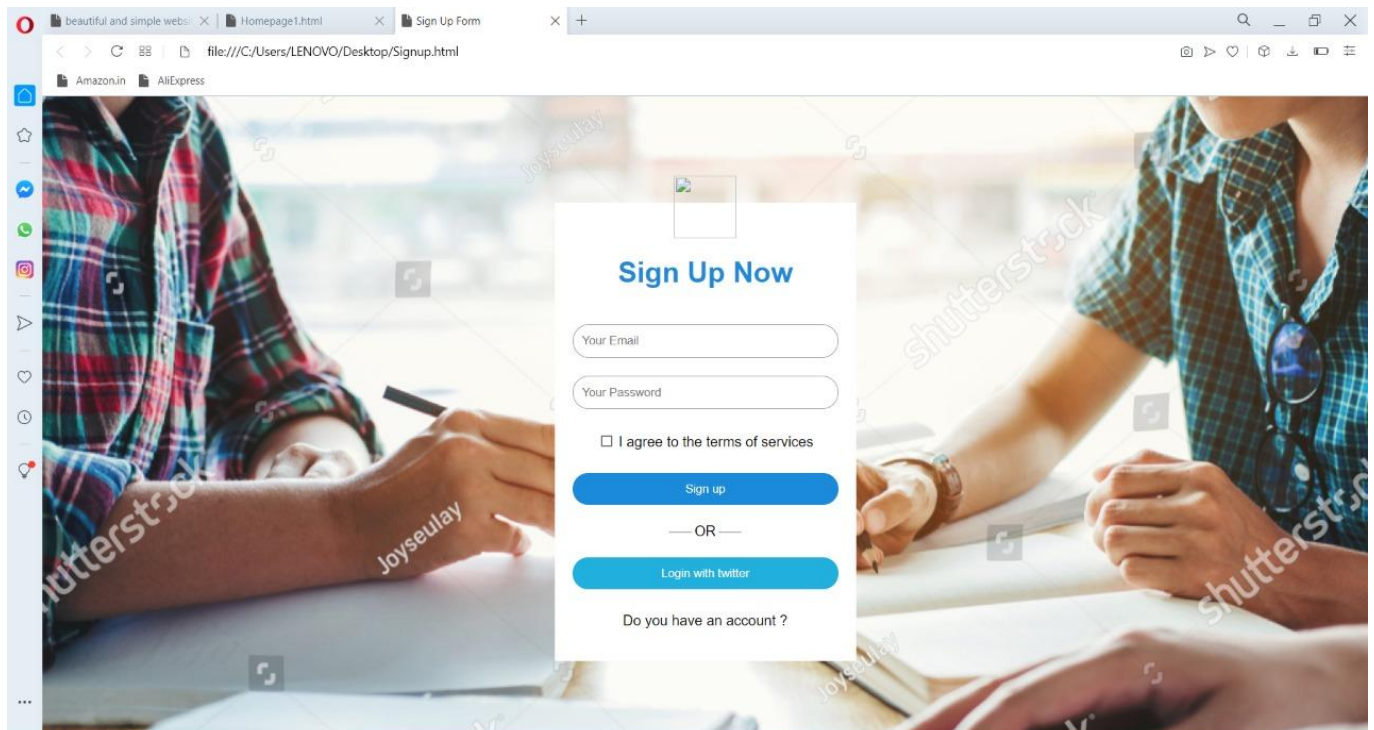 beautiful and simple websi
Homepage1.html
Sign Up Form
file:///C:/Users/LENOVO/Desktop/Signup.html
Amazon.in
AliExpress
Joyseulay
shutterstock
Sign Up Now
Your Email
Your Password
I agree to the terms of services
shutterstock
Joyseulay
Sign up
OR
Login with twitter
shutterstock
Do you have an account ?
Joyseulay